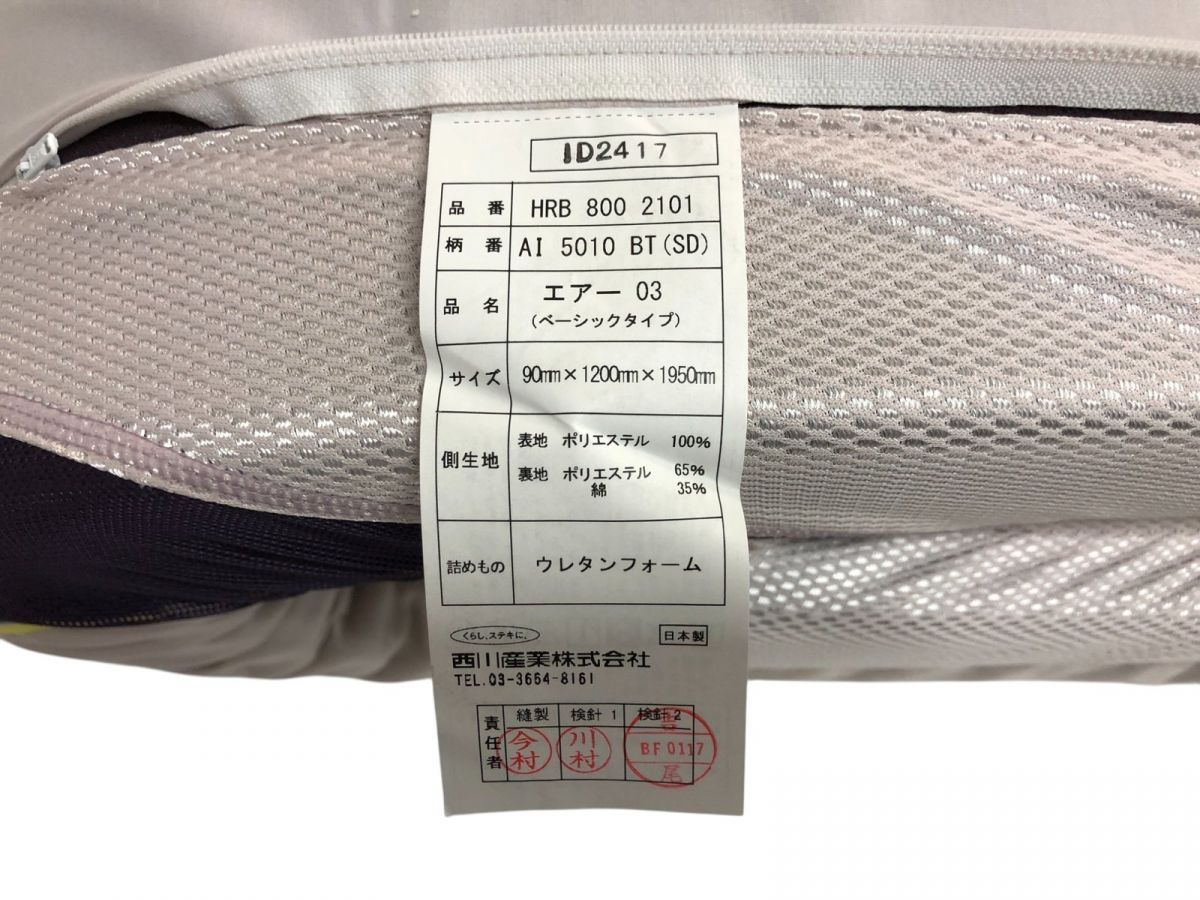 ID2417
品番 HRB 800 2101
柄番 AI 5010 BT(SD)
品名 エアー 03
(ベーシックタイプ)
サイズ 90mm×1200mm×1950mm
側生地 表地 ポリエステル 100%
裏地 ポリエステル 65%
綿 35%
詰めもの ウレタンフォーム
くらし、ステキに。 日本製
西川産業株式会社
TEL.03-3664-8161
責任者 縫製 検針1 検針2
今村 川村 BF 0117 尾